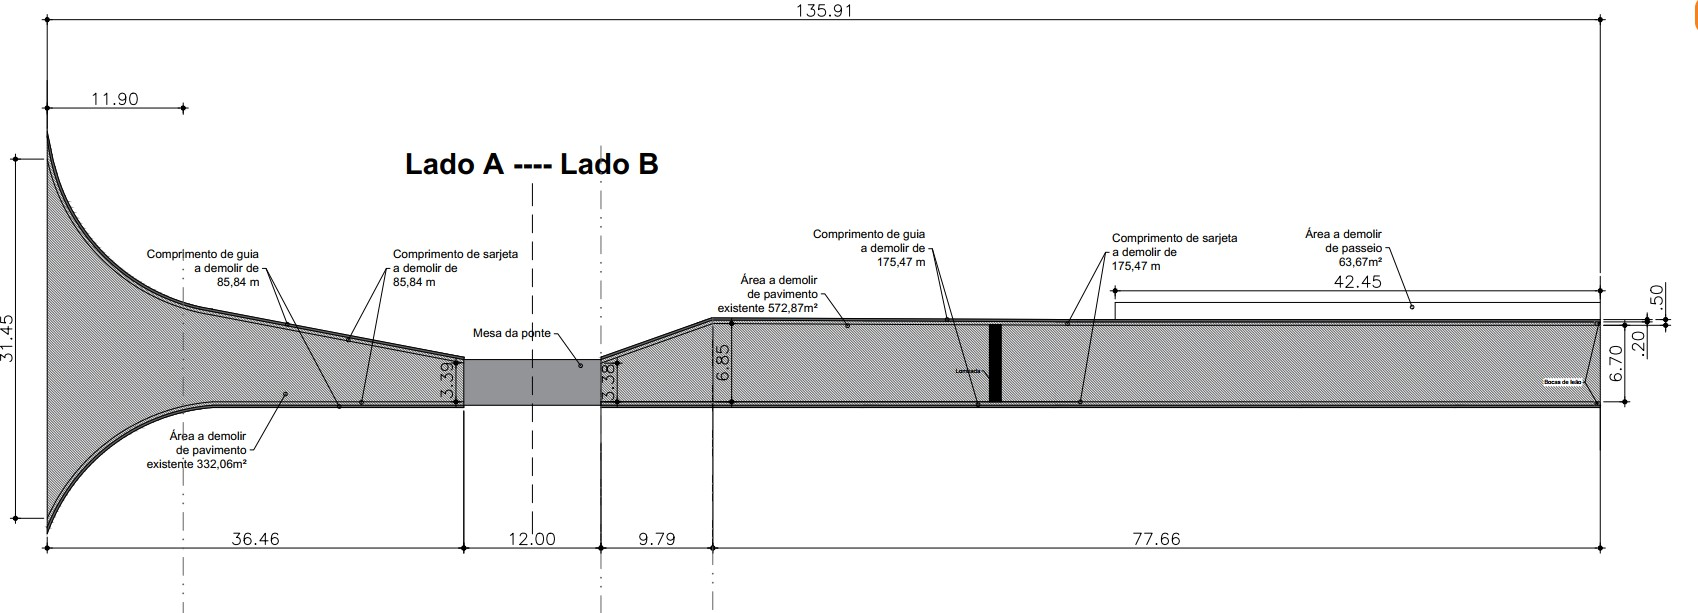 135.91
11.90
Lado A ---- Lado B
Comprimento de guia
a demolir de
85,84 m
Comprimento de sarjeta
a demolir de
85,84 m
Mesa da ponte
Comprimento de guia
a demolir de
175,47 m
Comprimento de sarjeta
a demolir de
175,47 m
Área a demolir
de passeio
63,67m²
42.45
Área a demolir
de pavimento
existente 572,87m²
.50
.20
6.70
31.45
3.39
3.38
6.85
Lombada
Bocas de leão
Área a demolir
de pavimento
existente 332,06m²
36.46
12.00
9.79
77.66